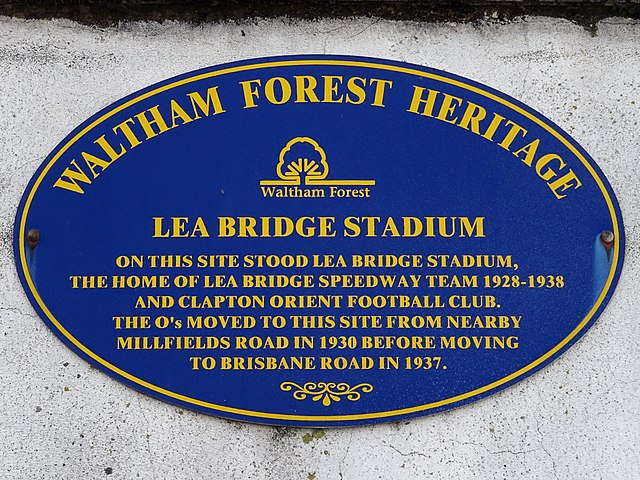 WALTHAM FOREST HERITAGE
Waltham Forest
LEA BRIDGE STADIUM
ON THIS SITE STOOD LEA BRIDGE STADIUM,
THE HOME OF LEA BRIDGE SPEEDWAY TEAM 1928-1938
AND CLAPTON ORIENT FOOTBALL CLUB.
THE O's MOVED TO THIS SITE FROM NEARBY
MILLFIELDS ROAD IN 1930 BEFORE MOVING
TO BRISBANE ROAD IN 1937.